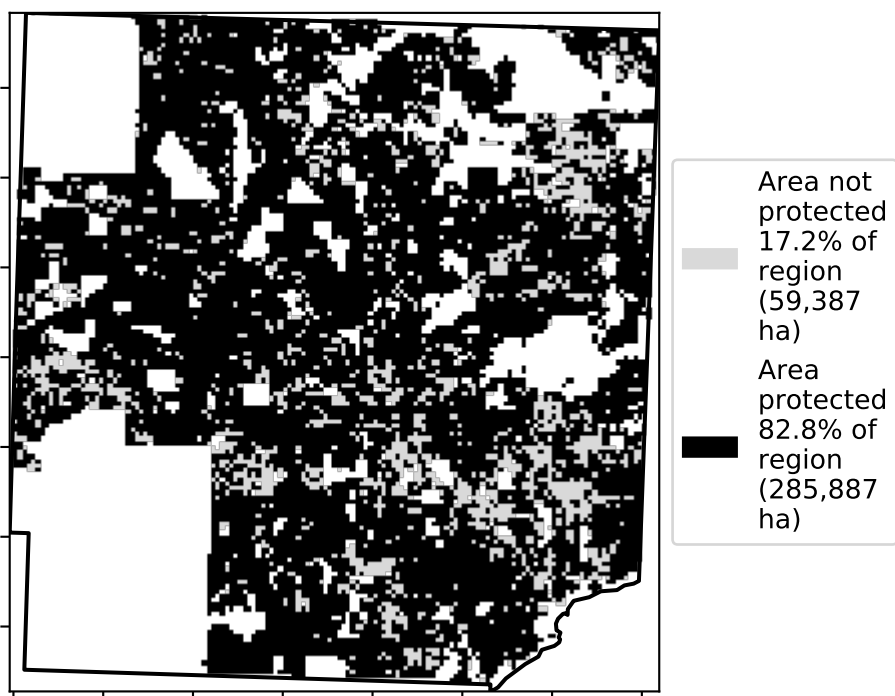 Area not
protected
17.2% of
region
(59,387
ha)
Area
protected
82.8% of
region
(285,887
ha)